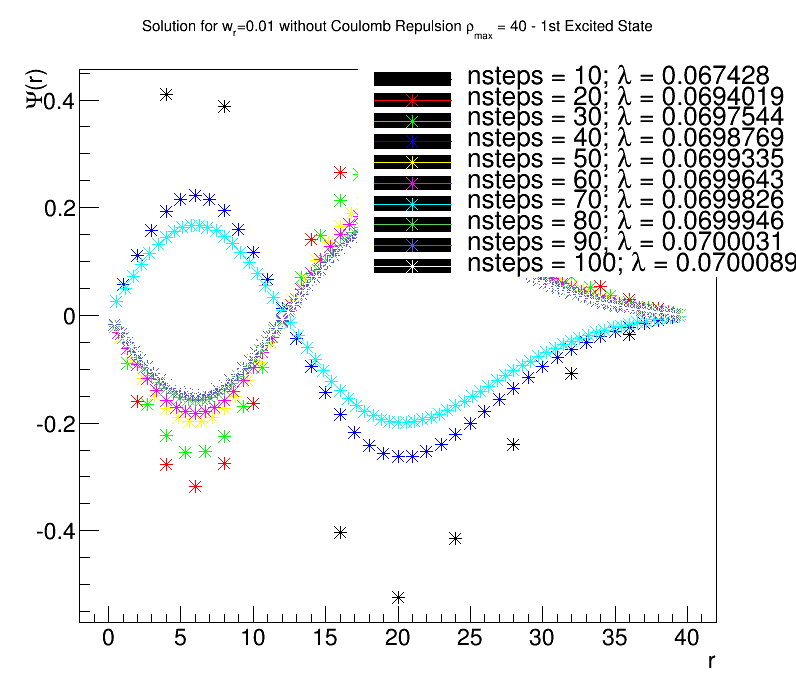 Solution for wr=0.01 without Coulomb Repulsion ρmax = 40 - 1st Excited State
Ψ(r)
nsteps = 10; λ = 0.067428
nsteps = 20; λ = 0.0694019
nsteps = 30; λ = 0.0697544
nsteps = 40; λ = 0.0698769
nsteps = 50; λ = 0.0699335
nsteps = 60; λ = 0.0699643
nsteps = 70; λ = 0.0699826
nsteps = 80; λ = 0.0699946
nsteps = 90; λ = 0.0700031
nsteps = 100; λ = 0.0700089
0.4
0.2
0
-0.2
-0.4
0 5 10 15 20 25 30 35 40
r